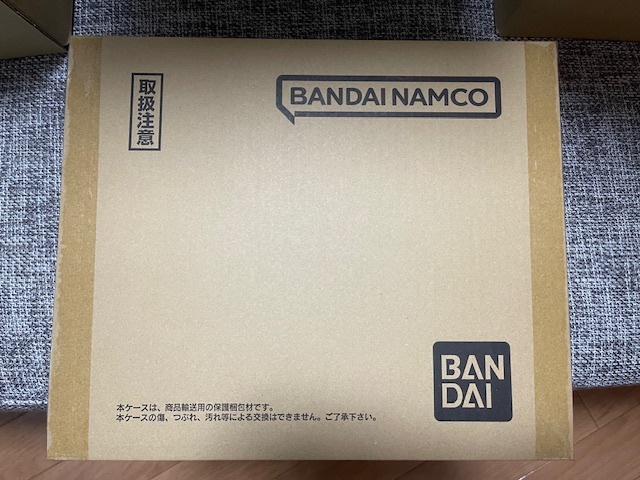 取扱注意
BANDAI NAMCO
BAN
DAI
本ケースは、商品輸送用の保護梱包材です。
本ケースの傷、つぶれ、汚れ等による交換はできません。ご了承下さい。